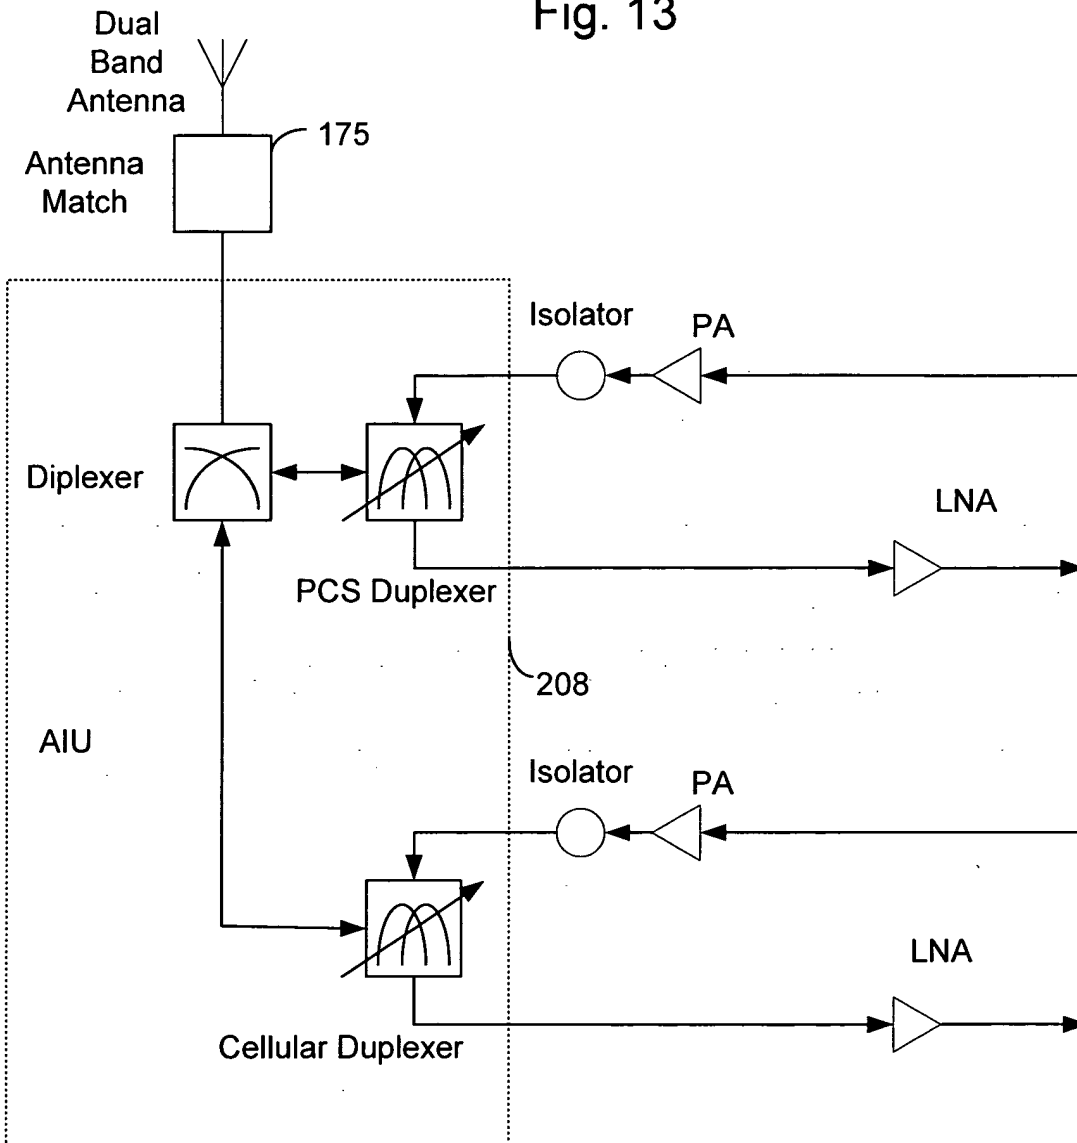 Fig. 13
Dual
Band
Antenna
175
Antenna
Match
Isolator
PA
Diplexer
LNA
PCS Duplexer
208
AIU
Isolator
PA
LNA
Cellular Duplexer